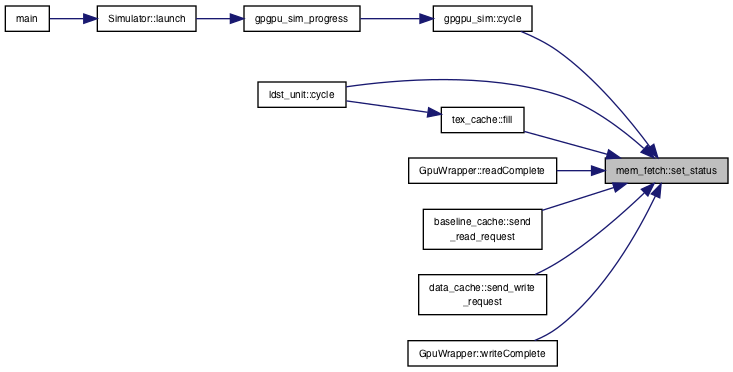 main
Simulator::launch
gpgpu_sim_progress
gpgpu_sim::cycle
ldst_unit::cycle
tex_cache::fill
GpuWrapper::readComplete
mem_fetch::set_status
baseline_cache::send
_read_request
data_cache::send_write
_request
GpuWrapper::writeComplete